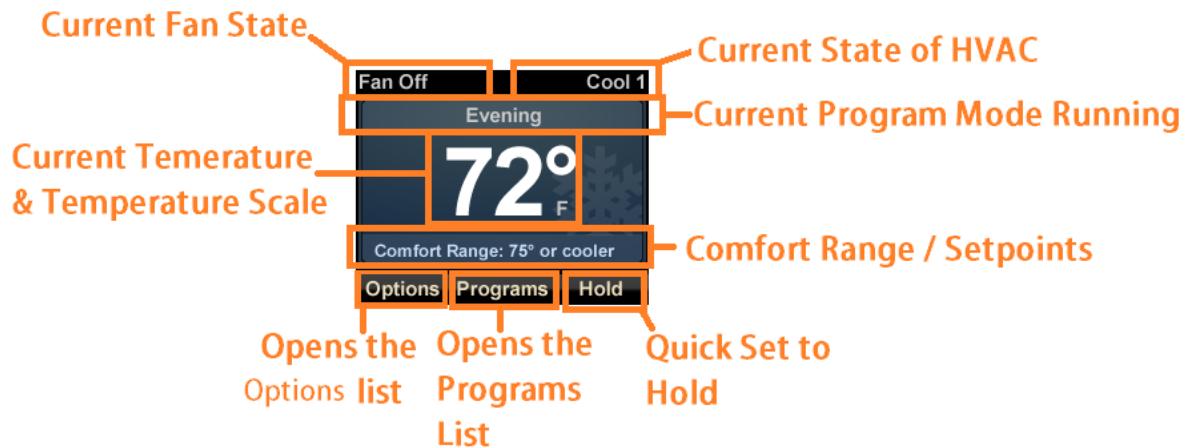 Current Fan State
Current State of HVAC
Fan Off
Cool 1
Evening
Current Program Mode Running
Current Temerature
& Temperature Scale
72°
F
Comfort Range: 75° or cooler
Comfort Range / Setpoints
Options
Programs
Hold
Opens the
Options list
Opens the
Programs
List
Quick Set to
Hold